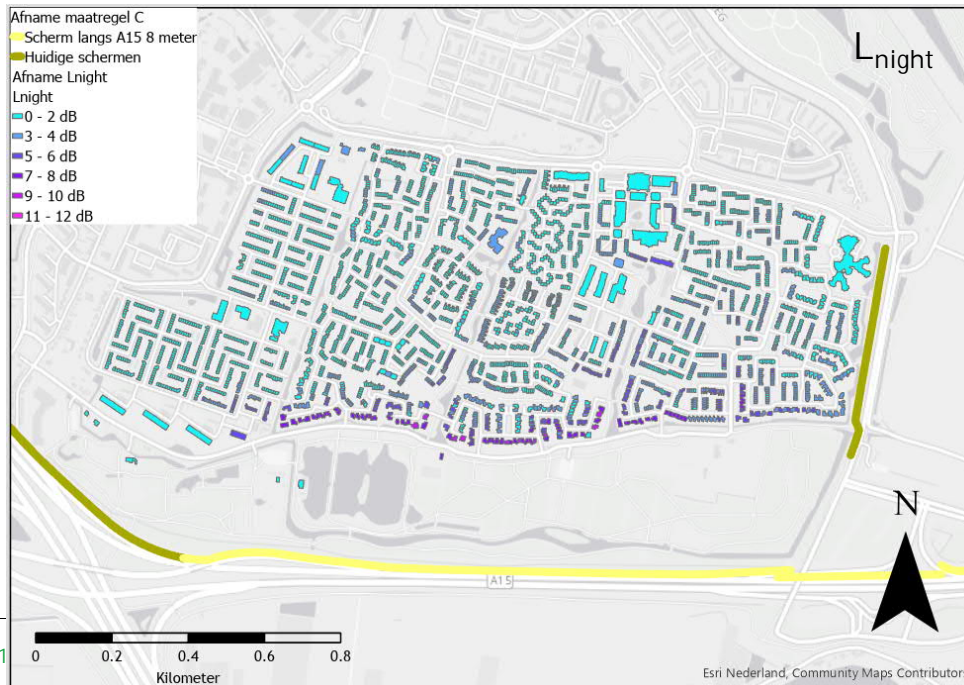 Afname maatregel C
Scherm langs A15 8 meter
Huidige schermen
Afname Lnight
Lnight
0 - 2 dB
3 - 4 dB
5 - 6 dB
7 - 8 dB
9 - 10 dB
11 - 12 dB
Lnight
N
A15
0 0.2 0.4 0.6 0.8
Kilometer
1
Esri Nederland, Community Maps Contributor